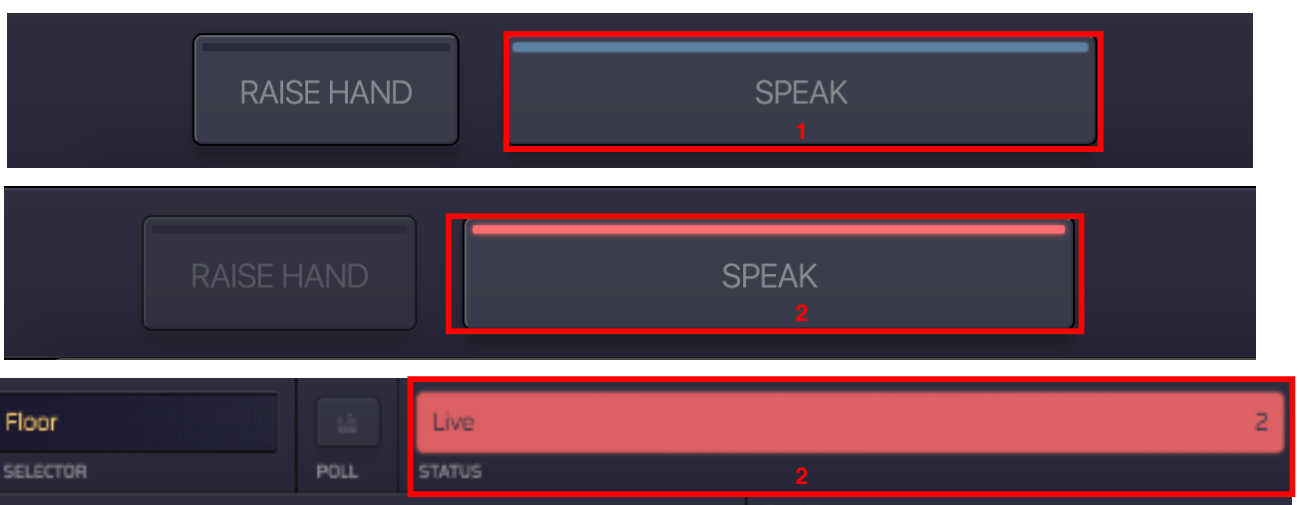 RAISE HAND SPEAK
1
RAISE HAND SPEAK
2
Floor Live 2
SELECTOR POLL STATUS 2